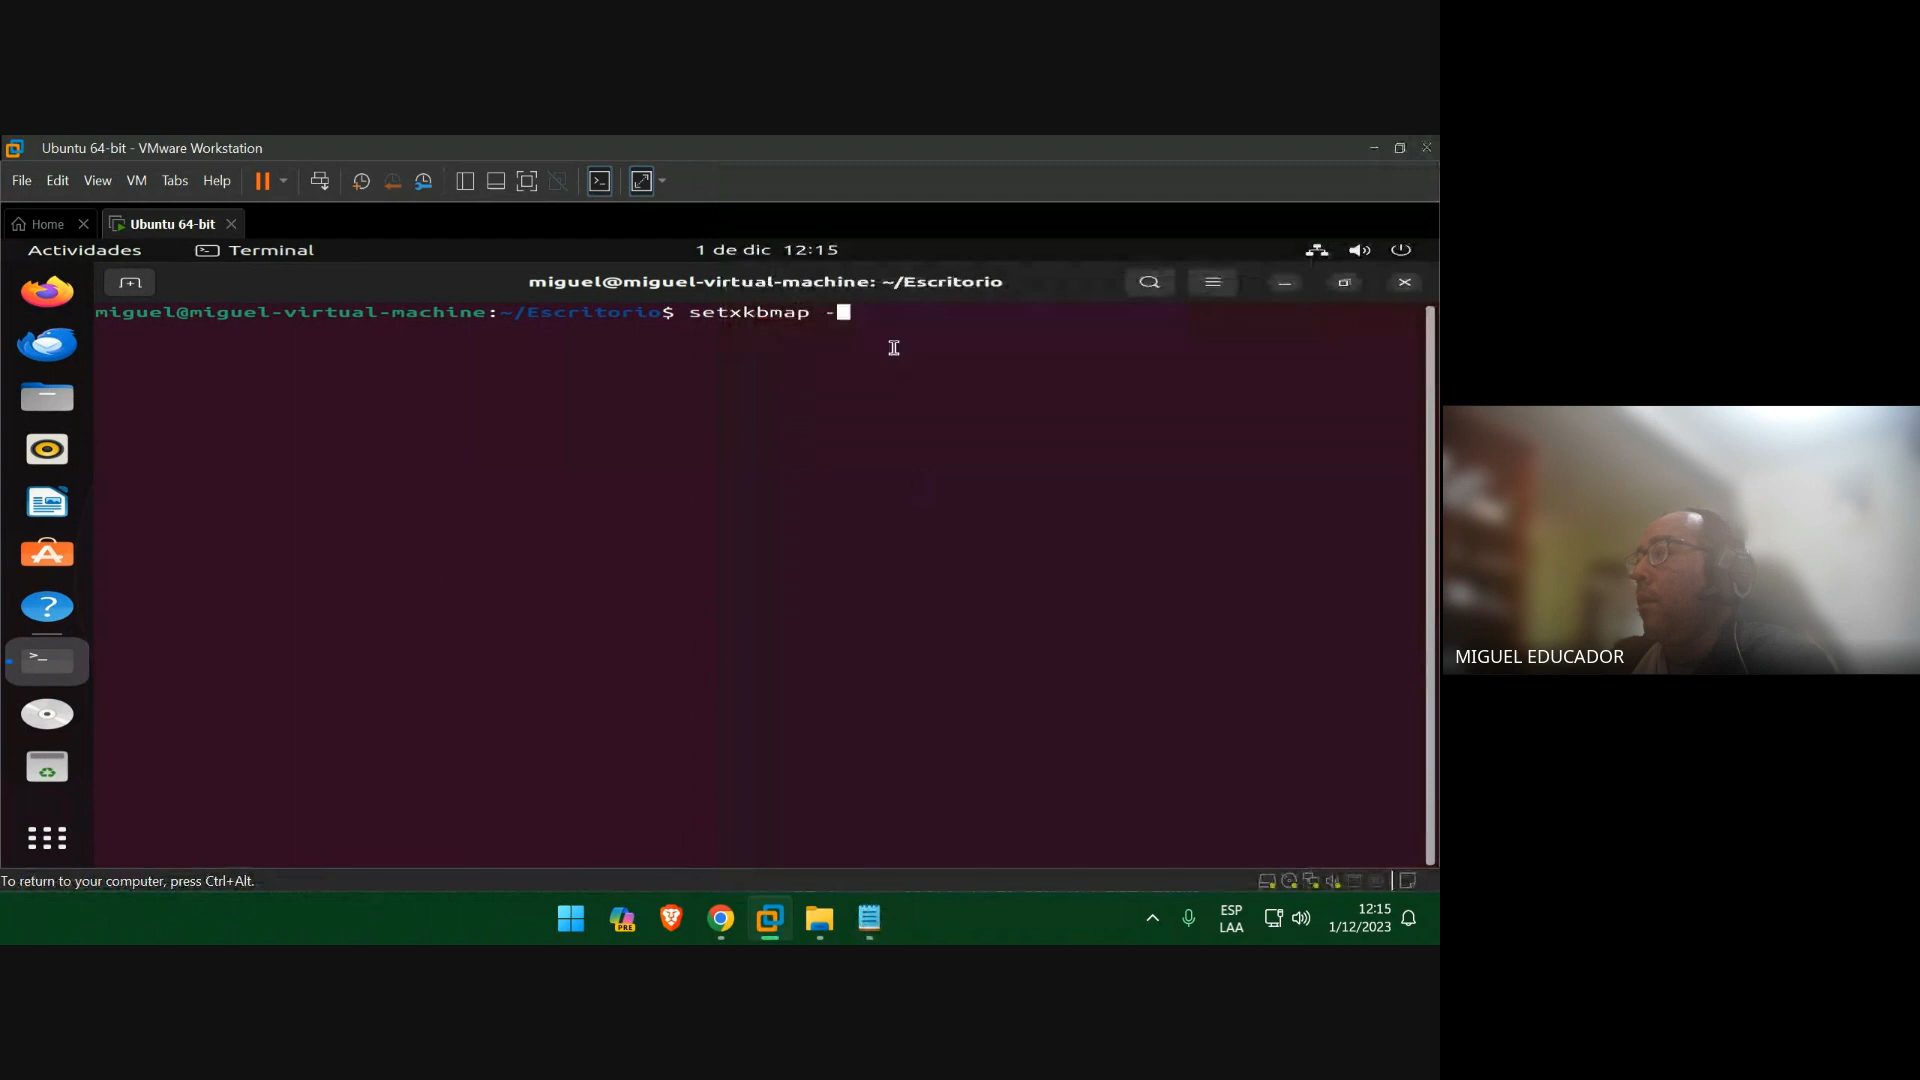 Ubuntu 64-bit - VMware Workstation
File Edit View VM Tabs Help
Home Ubuntu 64-bit
Actividades Terminal 1 de dic 12:15
miguel@miguel-virtual-machine: ~/Escritorio
miguel@miguel-virtual-machine:~/Escritorio$ setxkbmap -
MIGUEL EDUCADOR
To return to your computer, press Ctrl+Alt.
PRE
ESP
LAA
12:15
1/12/2023